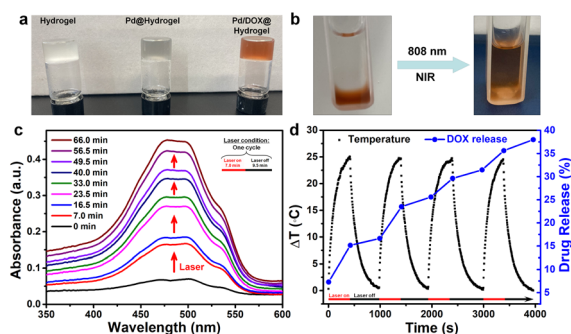 a
Hydrogel
Pd@Hydrogel
Pd/DOX@
Hydrogel
b
808 nm
NIR
c
66.0 min
56.5 min
49.5 min
40.0 min
33.0 min
23.5 min
16.5 min
7.0 min
0 min
Laser condition:
One cycle
Laser on
7.0 min
Laser off
9.5 min
Laser
Absorbance (a.u.)
0.4
0.3
0.2
0.1
0.0
350 400 450 500 550 600
Wavelength (nm)
d
Temperature
DOX release
ΔT (°C)
30
25
20
15
10
5
0
Laser on Laser off
0 1000 2000 3000 4000
Time (s)
Drug Release (%)
40
35
30
25
20
15
10
5